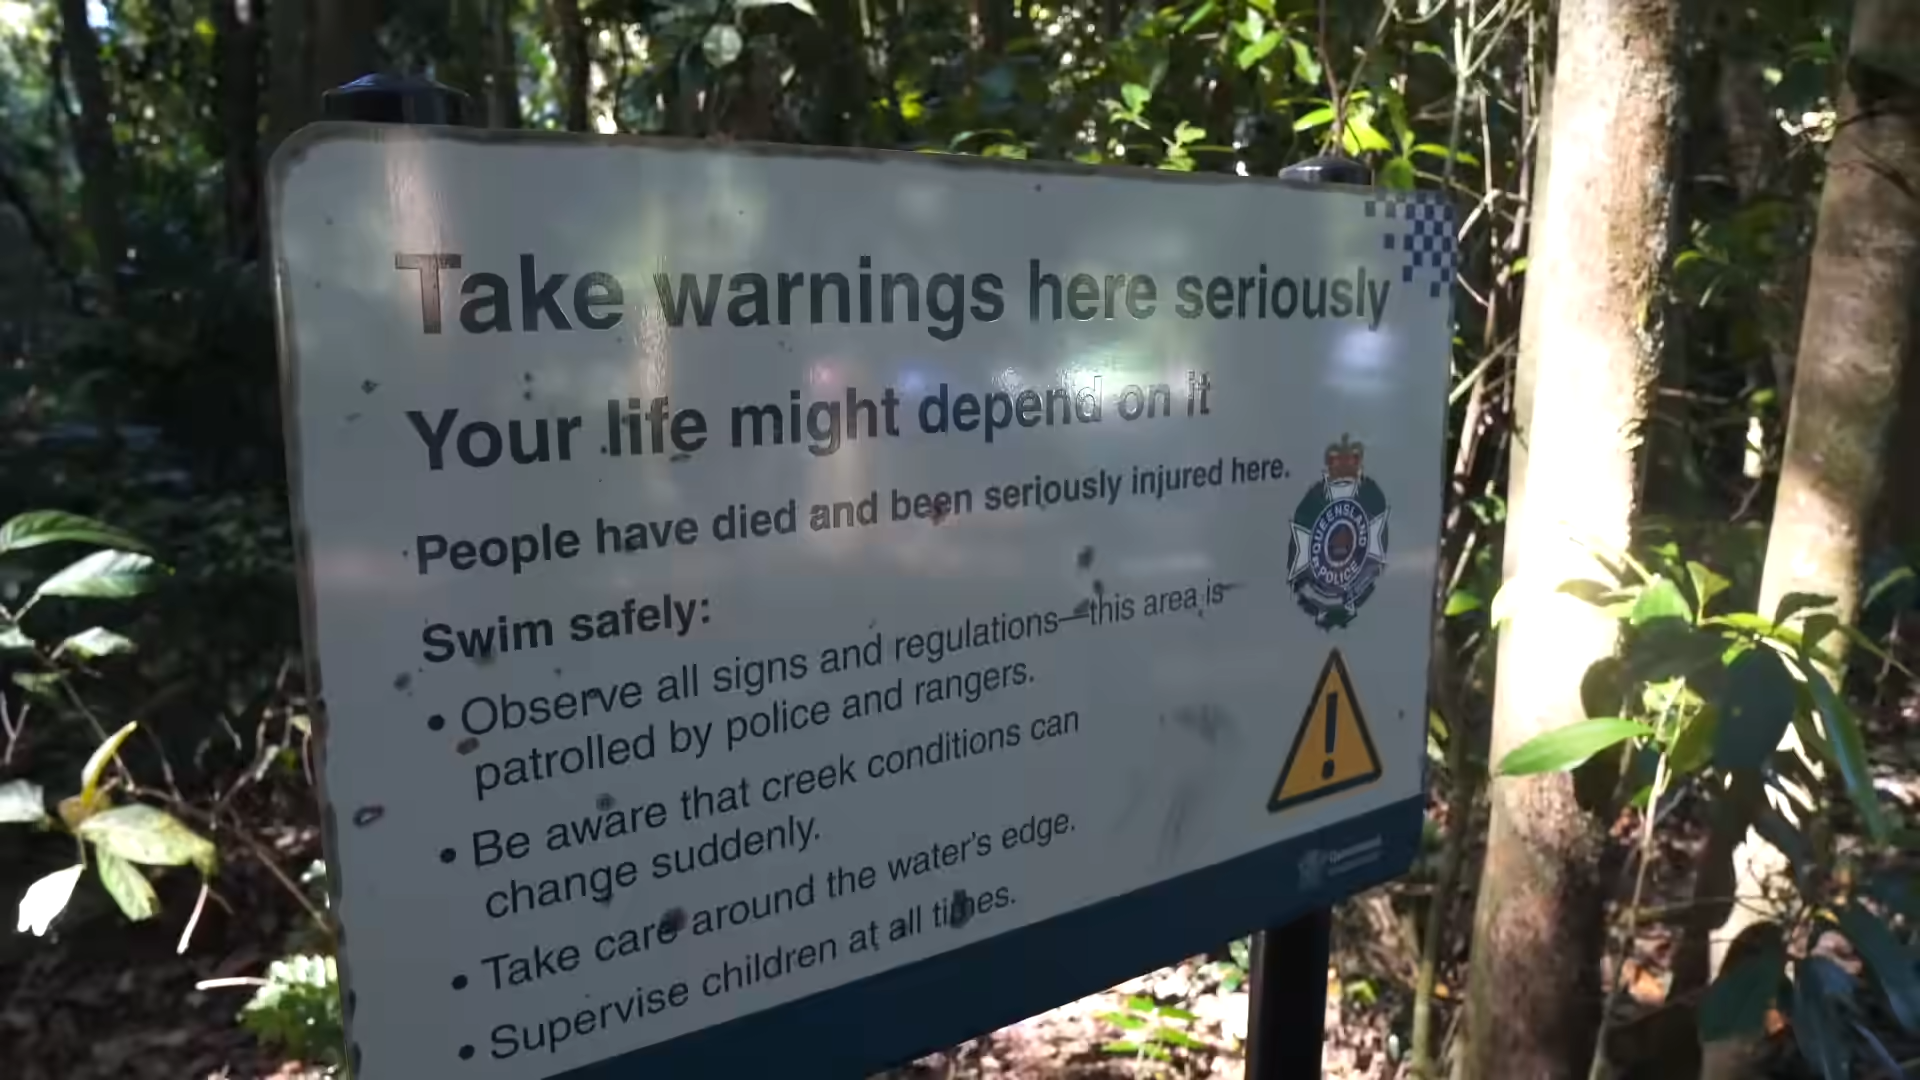 Take warnings here seriously
Your life might depend on it
People have died and been seriously injured here.
Swim safely:
• Observe all signs and regulations—this area is
patrolled by police and rangers.
• Be aware that creek conditions can
change suddenly.
• Take care around the water's edge.
• Supervise children at all times.
QUEENSLAND
POLICE